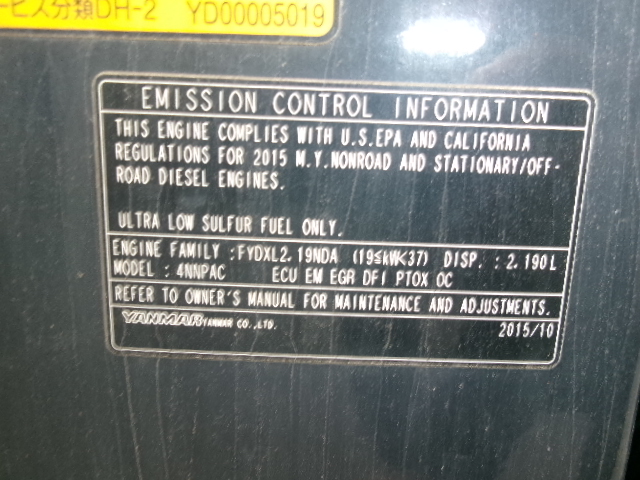 ービス分類DH-2 YD00005019
EMISSION CONTROL INFORMATION
THIS ENGINE COMPLIES WITH U.S.EPA AND CALIFORNIA
REGULATIONS FOR 2015 M.Y.NONROAD AND STATIONARY/OFF-
ROAD DIESEL ENGINES.
ULTRA LOW SULFUR FUEL ONLY.
ENGINE FAMILY :FYDXL2.19NDA (19≦kW<37) DISP. :2.190L
MODEL : 4NNPAC ECU EM EGR DFI PTOX OC
REFER TO OWNER'S MANUAL FOR MAINTENANCE AND ADJUSTMENTS.
YANMAR YANMAR CO.,LTD. 2015/10